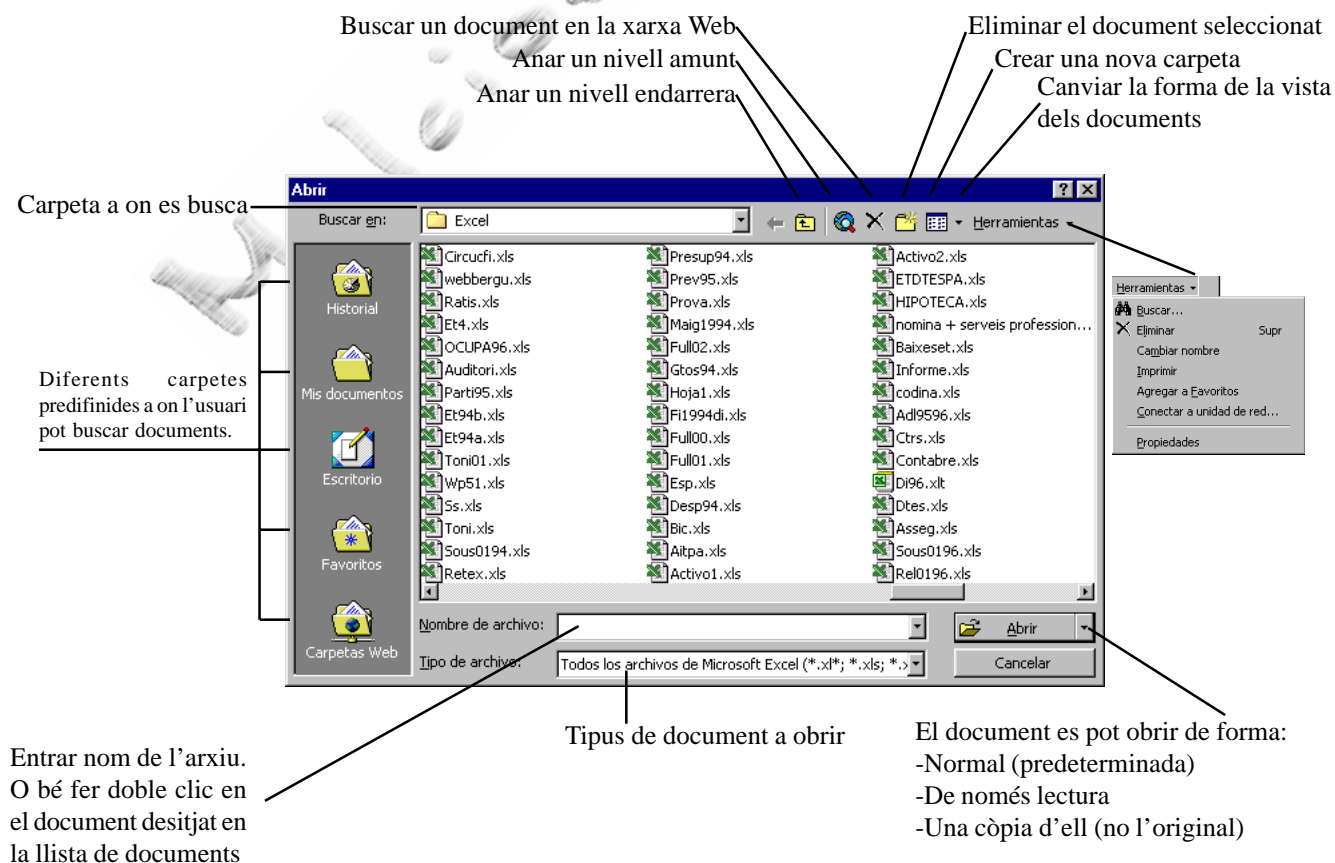 Buscar un document en la xarxa Web
Anar un nivell amunt
Anar un nivell endarrera
Eliminar el document seleccionat
Crear una nova carpeta
Canviar la forma de la vista
dels documents
Carpeta a on es busca
Abrir
Buscar en:
Excel
Herramientas
Historial
Mis documentos
Escritorio
Favoritos
Carpetas Web
Diferents carpetes
predifinides a on l'usuari
pot buscar documents.
Circucfi.xls
webbergu.xls
Ratis.xls
Et4.xls
OCUPA96.xls
Auditori.xls
Parti95.xls
Et94b.xls
Et94a.xls
Toni01.xls
Wp51.xls
Ss.xls
Toni.xls
Sous0194.xls
Retex.xls
Presup94.xls
Prev95.xls
Prova.xls
Maig1994.xls
Full02.xls
Gtos94.xls
Hoja1.xls
Fi1994di.xls
Full00.xls
Full01.xls
Esp.xls
Desp94.xls
Bic.xls
Aitpa.xls
Activo1.xls
Activo2.xls
ETDTESPA.xls
HIPOTECA.xls
nomina + serveis profession...
Baixeset.xls
Informe.xls
codina.xls
Adl9596.xls
Ctrs.xls
Contabre.xls
Di96.xlt
Dtes.xls
Asseg.xls
Sous0196.xls
Rel0196.xls
Nombre de archivo:
Abrir
Tipo de archivo:
Todos los archivos de Microsoft Excel (*.xl*; *.xls; *.x
Cancelar
Herramientas
Buscar...
Eliminar Supr
Cambiar nombre
Imprimir
Agregar a Favoritos
Conectar a unidad de red...
Propiedades
Entrar nom de l'arxiu.
O bé fer doble clic en
el document desitjat en
la llista de documents
Tipus de document a obrir
El document es pot obrir de forma:
-Normal (predeterminada)
-De només lectura
-Una còpia d'ell (no l'original)